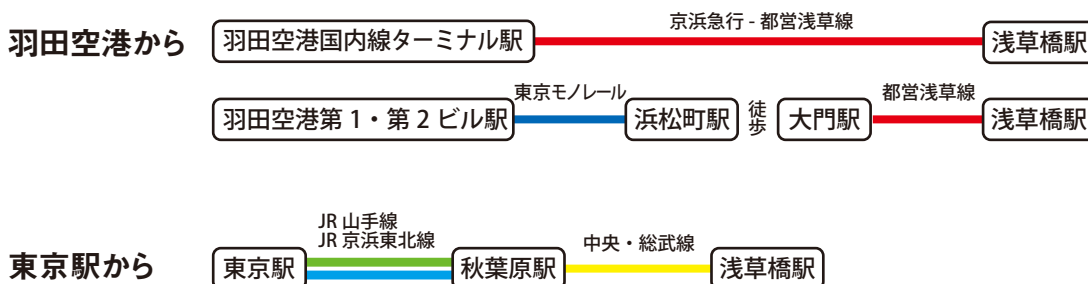 京浜急行 - 都営浅草線
羽田空港から 羽田空港国内線ターミナル駅 浅草橋駅
東京モノレール 都営浅草線
羽田空港第 1・第 2 ビル駅 浜松町駅 徒歩 大門駅 浅草橋駅
JR 山手線
JR 京浜東北線 中央・総武線
東京駅から 東京駅 秋葉原駅 浅草橋駅